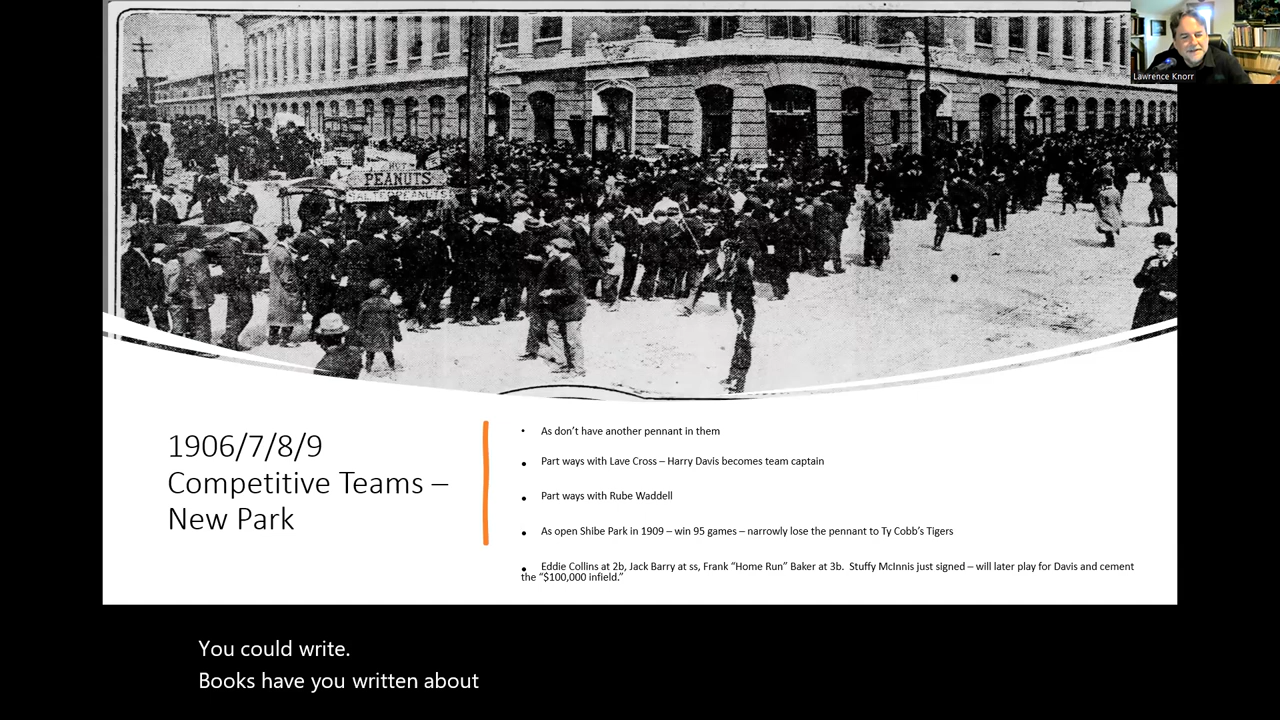 Lawrence Knorr
HOT
PEANUTS
SALTED PEANUTS
1906/7/8/9
Competitive Teams –
New Park
• As don’t have another pennant in them
• Part ways with Lave Cross – Harry Davis becomes team captain
• Part ways with Rube Waddell
• As open Shibe Park in 1909 – win 95 games – narrowly lose the pennant to Ty Cobb’s Tigers
• Eddie Collins at 2b, Jack Barry at ss, Frank “Home Run” Baker at 3b. Stuffy McInnis just signed – will later play for Davis and cement
the “$100,000 infield.”
You could write.
Books have you written about